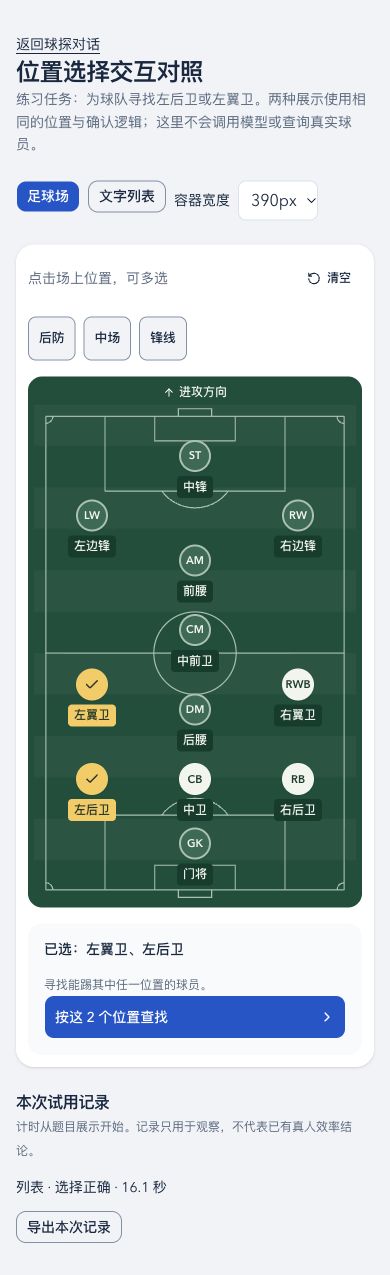 返回球探对话
位置选择交互对照
练习任务：为球队寻找左后卫或左翼卫。两种展示使用相
同的位置与确认逻辑；这里不会调用模型或查询真实球
员。
足球场 文字列表 容器宽度 390px
点击场上位置，可多选 清空
后防 中场 锋线
↑ 进攻方向
ST
中锋
LW RW
左边锋 右边锋
AM
前腰
CM
中前卫
RWB
左翼卫 右翼卫
DM
后腰
CB RB
左后卫 中卫 右后卫
GK
门将
已选：左翼卫、左后卫
寻找能踢其中任一位置的球员。
按这 2 个位置查找
本次试用记录
计时从题目展示开始。记录只用于观察，不代表已有真人效率结
论。
列表 · 选择正确 · 16.1 秒
导出本次记录